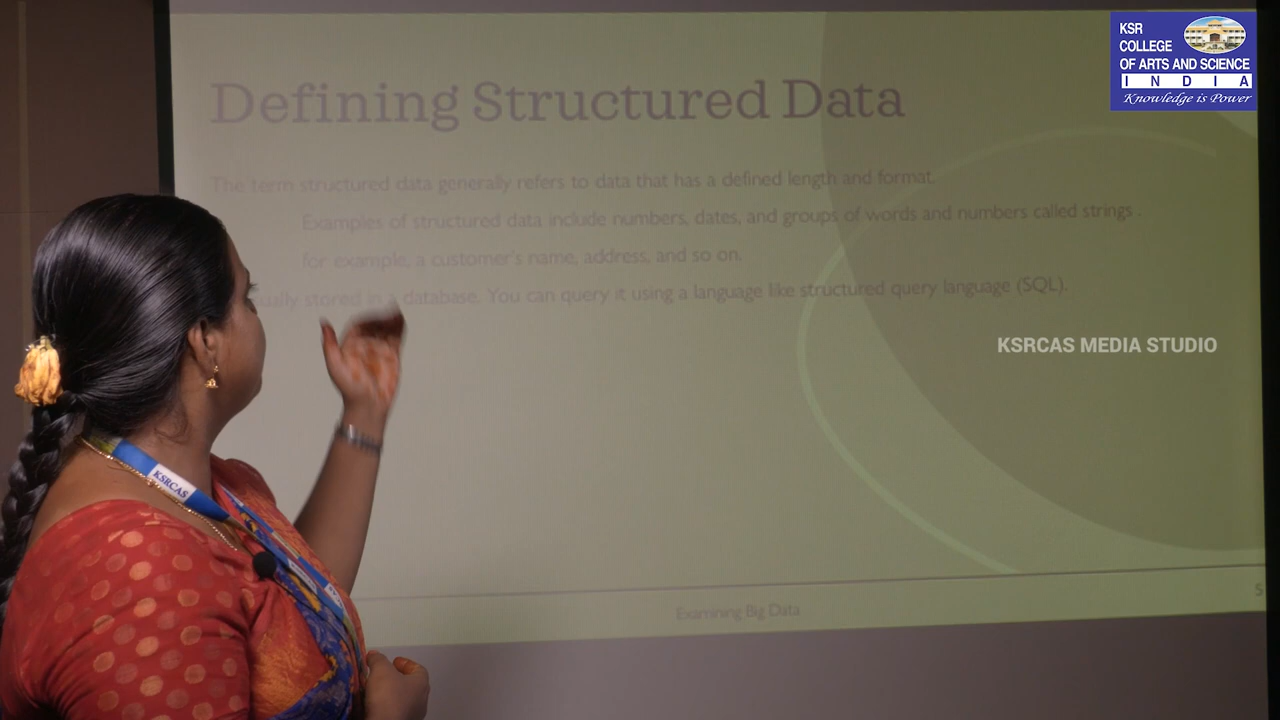 KSR
COLLEGE
OF ARTS AND SCIENCE
INDIA
Knowledge is Power
Defining Structured Data
The term structured data generally refers to data that has a defined length and format.
Examples of structured data include numbers, dates, and groups of words and numbers called strings .
for example, a customer's name, address, and so on.
stored in a database. You can query it using a language like structured query language (SQL).
KSRCAS MEDIA STUDIO
KSRCAS
Examining Big Data
5